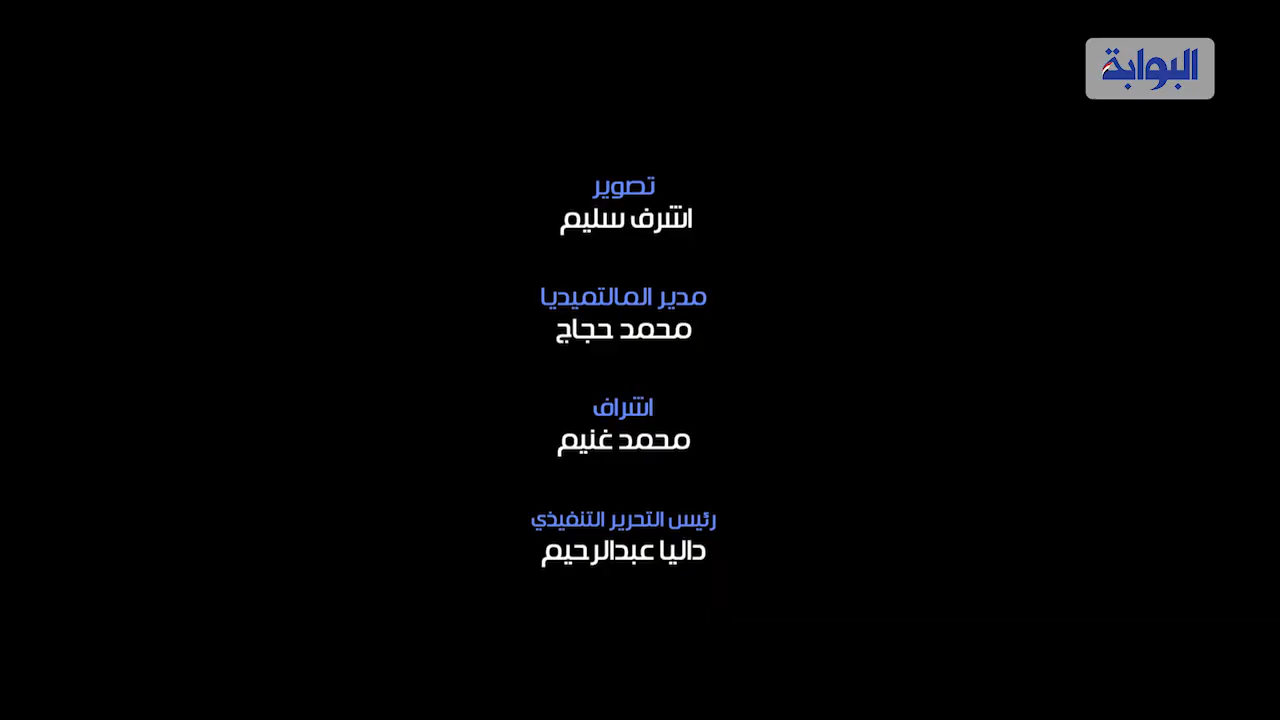 البوابة
تصوير
اشرف سليم
مدير المالتميديا
محمد حجاج
اشراف
محمد غنيم
رئيس التحرير التنفيذي
داليا عبدالرحيم